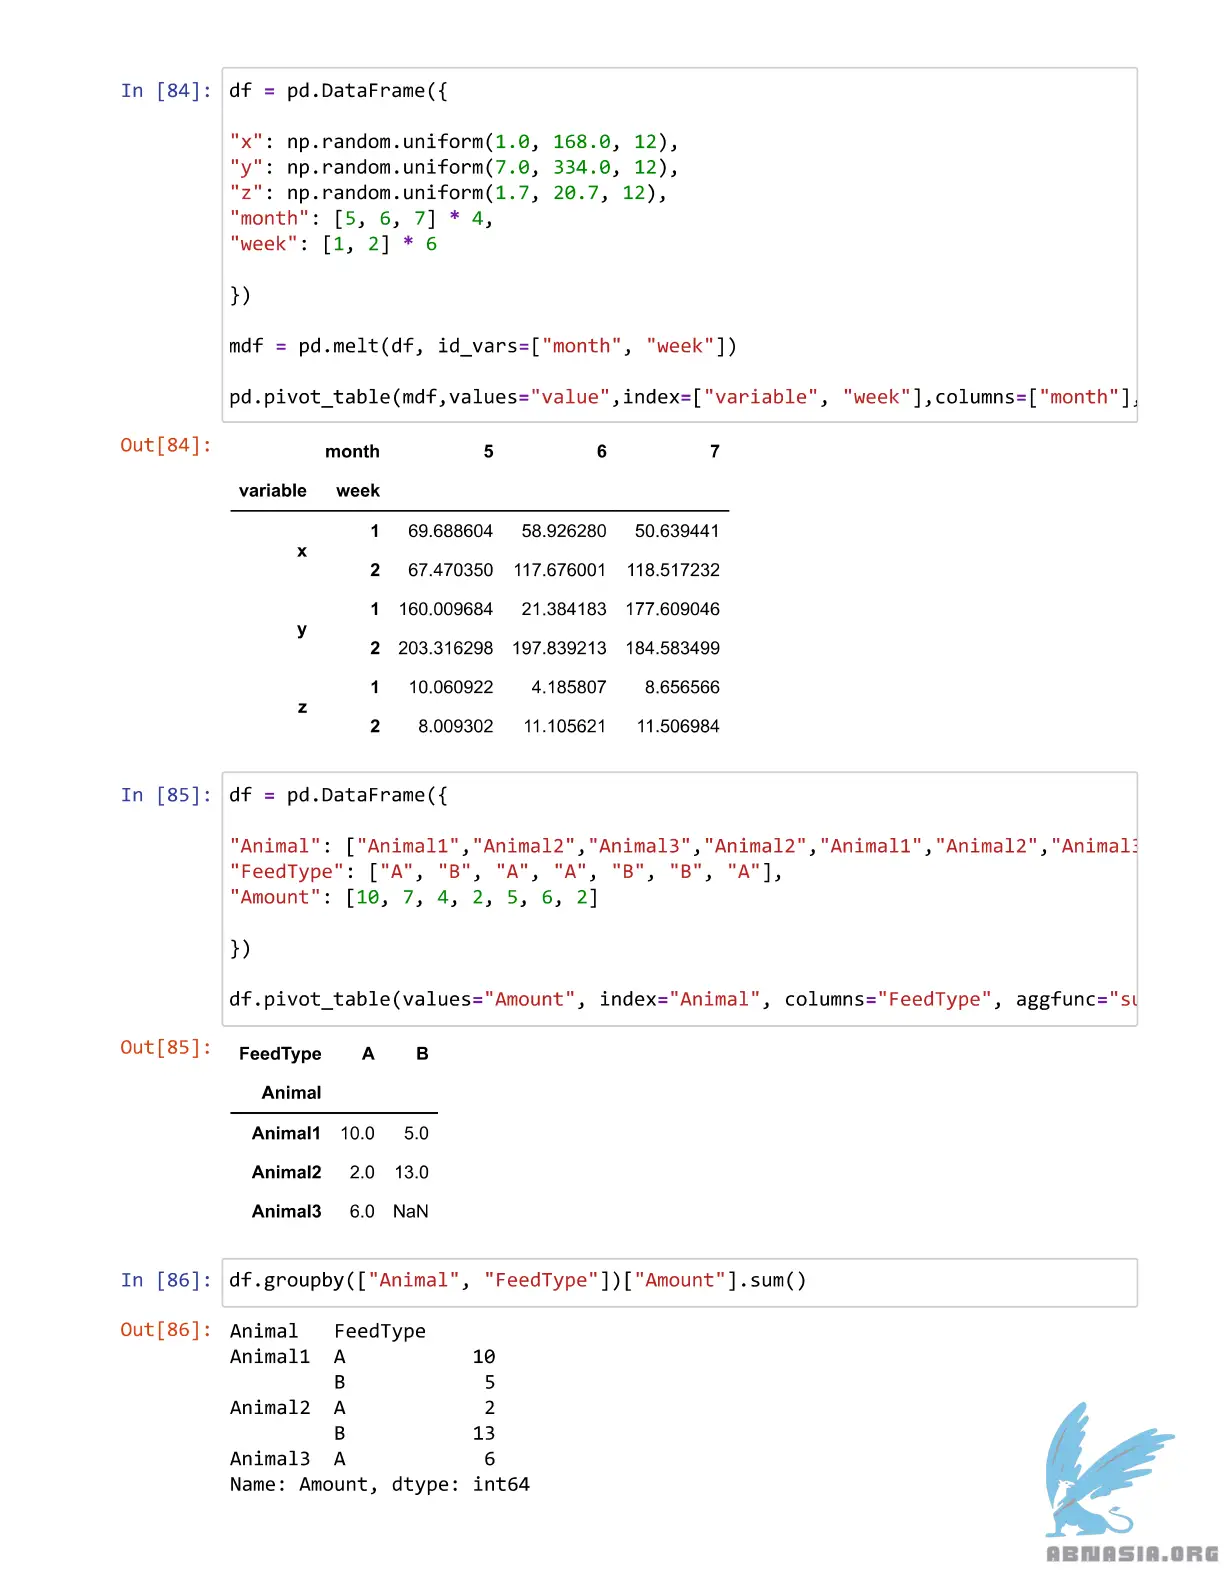 In [84]: df = pd.DataFrame({
"x": np.random.uniform(1.0, 168.0, 12),
"y": np.random.uniform(7.0, 334.0, 12),
"z": np.random.uniform(1.7, 20.7, 12),
"month": [5, 6, 7] * 4,
"week": [1, 2] * 6
})
mdf = pd.melt(df, id_vars=["month", "week"])
pd.pivot_table(mdf,values="value",index=["variable", "week"],columns=["month"],
Out[84]:
month 5 6 7
variable week
x 1 69.688604 58.926280 50.639441
2 67.470350 117.676001 118.517232
y 1 160.009684 21.384183 177.609046
2 203.316298 197.839213 184.583499
z 1 10.060922 4.185807 8.656566
2 8.009302 11.105621 11.506984
In [85]: df = pd.DataFrame({
"Animal": ["Animal1","Animal2","Animal3","Animal2","Animal1","Animal2","Animal3
"FeedType": ["A", "B", "A", "A", "B", "B", "A"],
"Amount": [10, 7, 4, 2, 5, 6, 2]
})
df.pivot_table(values="Amount", index="Animal", columns="FeedType", aggfunc="su
Out[85]:
FeedType A B
Animal
Animal1 10.0 5.0
Animal2 2.0 13.0
Animal3 6.0 NaN
In [86]: df.groupby(["Animal", "FeedType"])["Amount"].sum()
Out[86]: Animal FeedType
Animal1 A 10
B 5
Animal2 A 2
B 13
Animal3 A 6
Name: Amount, dtype: int64
ABNASIA.ORG